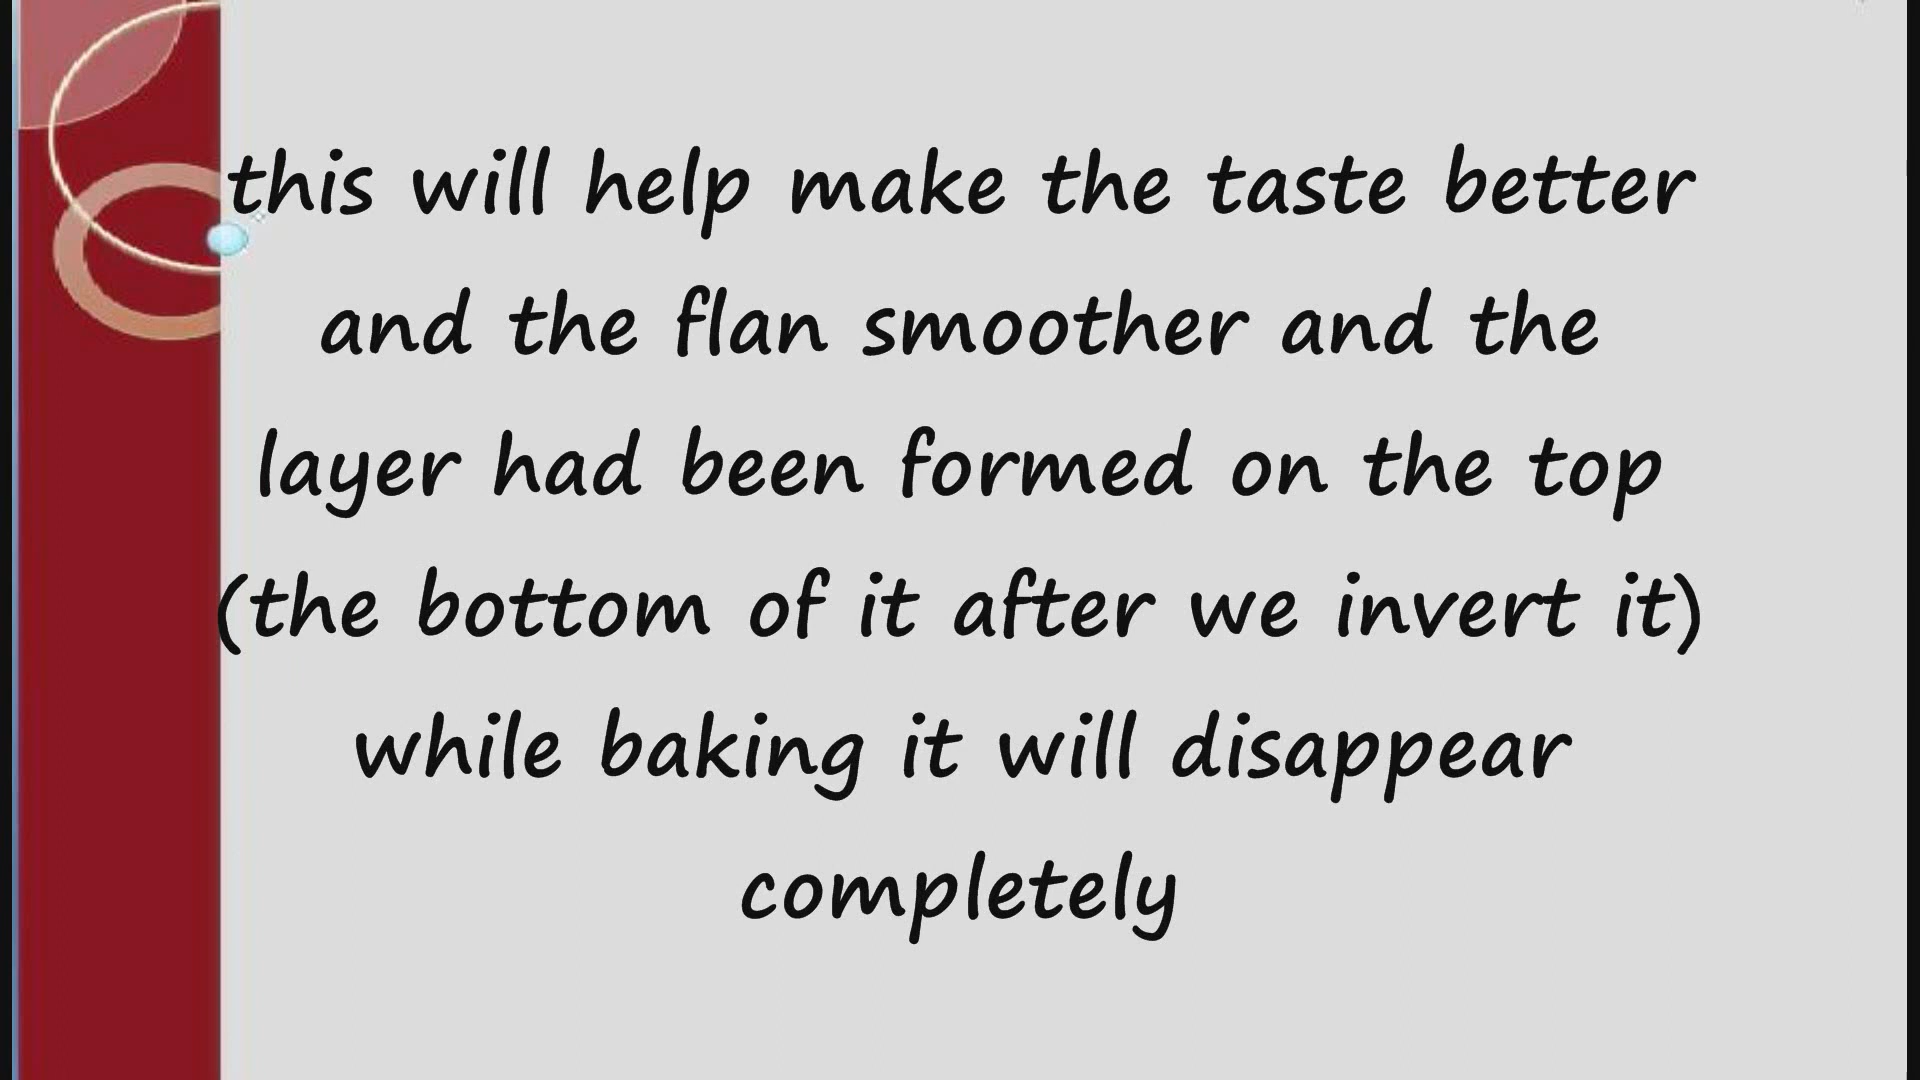 this will help make the taste better
and the flan smoother and the
layer had been formed on the top
(the bottom of it after we invert it)
while baking it will disappear
completely